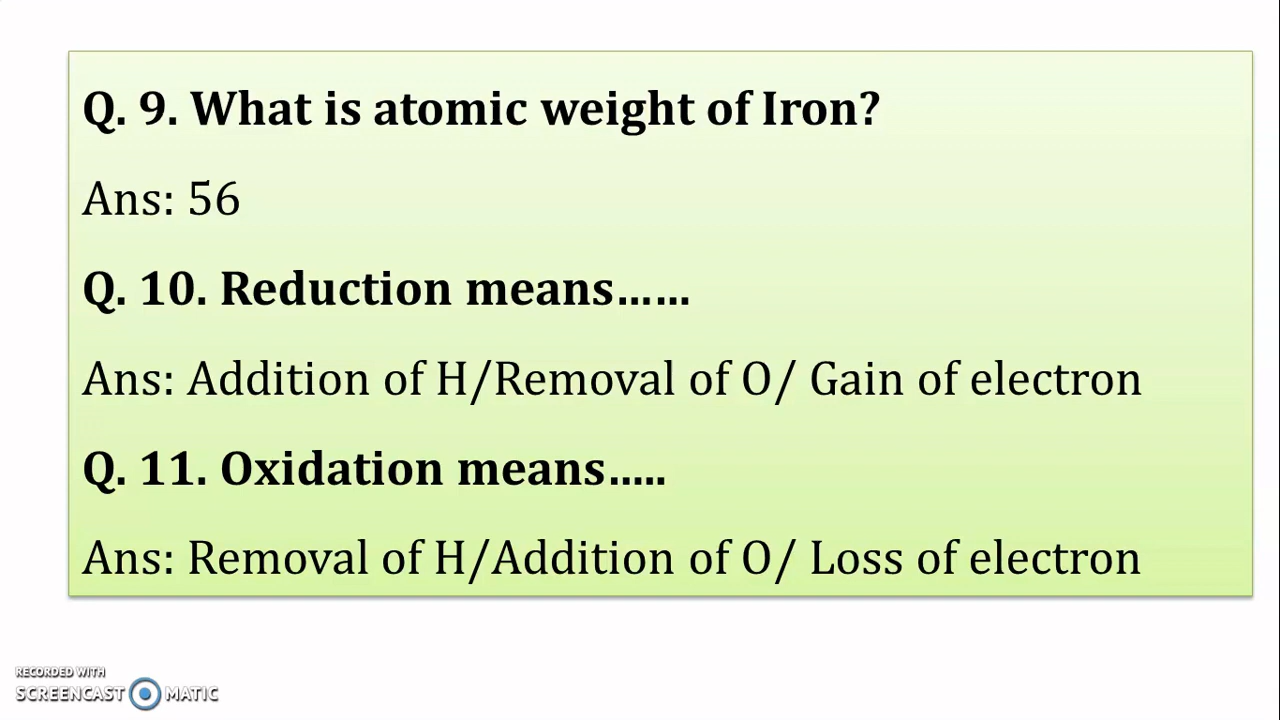 Q. 9. What is atomic weight of Iron?
Ans: 56
Q. 10. Reduction means......
Ans: Addition of H/Removal of O/ Gain of electron
Q. 11. Oxidation means.....
Ans: Removal of H/Addition of O/ Loss of electron
RECORDED WITH
SCREENCAST MATIC